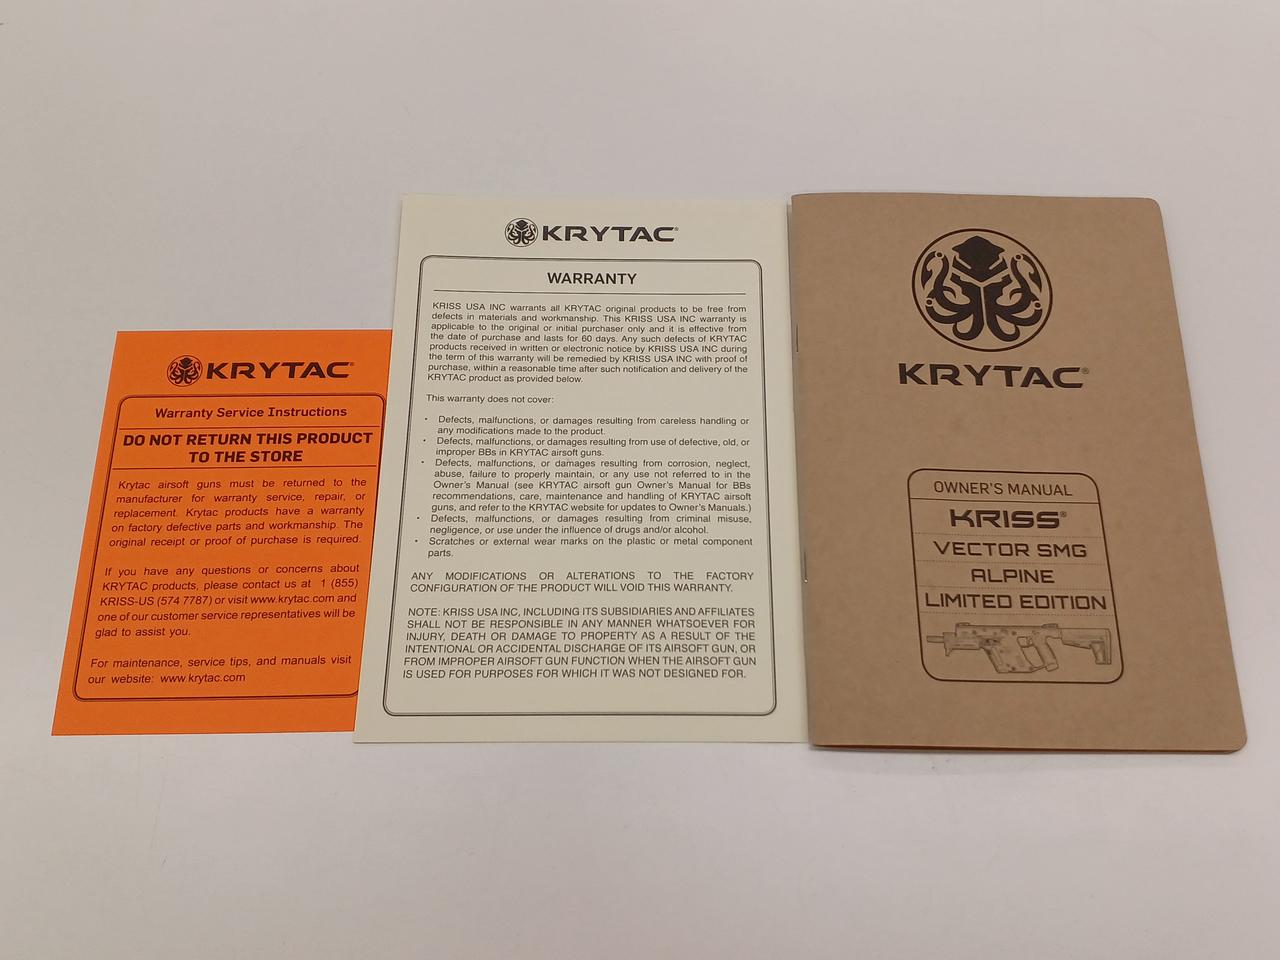 KRYTAC®
Warranty Service Instructions
DO NOT RETURN THIS PRODUCT
TO THE STORE
Krytac airsoft guns must be returned to the
manufacturer for warranty service, repair, or
replacement. Krytac products have a warranty
on factory defective parts and workmanship. The
original receipt or proof of purchase is required.
If you have any questions or concerns about
KRYTAC products, please contact us at 1 (855)
KRISS-US (574 7787) or visit www.krytac.com and
one of our customer service representatives will be
glad to assist you.
For maintenance, service tips, and manuals visit
our website: www.krytac.com
KRYTAC®
WARRANTY
KRISS USA INC warrants all KRYTAC original products to be free from
defects in materials and workmanship. This KRISS USA INC warranty is
applicable to the original or initial purchaser only and it is effective from
the date of purchase and lasts for 60 days. Any such defects of KRYTAC
products received in written or electronic notice by KRISS USA INC during
the term of this warranty will be remedied by KRISS USA INC with proof of
purchase, within a reasonable time after such notification and delivery of the
KRYTAC product as provided below.
This warranty does not cover:
• Defects, malfunctions, or damages resulting from careless handling or
any modifications made to the product.
• Defects, malfunctions, or damages resulting from use of defective, old, or
improper BBs in KRYTAC airsoft guns.
• Defects, malfunctions, or damages resulting from corrosion, neglect,
abuse, failure to properly maintain, or any use not referred to in the
Owner's Manual (see KRYTAC airsoft gun Owner's Manual for BBs
recommendations, care, maintenance and handling of KRYTAC airsoft
guns, and refer to the KRYTAC website for updates to Owner's Manuals.)
• Defects, malfunctions, or damages resulting from criminal misuse,
negligence, or use under the influence of drugs and/or alcohol.
• Scratches or external wear marks on the plastic or metal component
parts.
ANY MODIFICATIONS OR ALTERATIONS TO THE FACTORY
CONFIGURATION OF THE PRODUCT WILL VOID THIS WARRANTY.
NOTE: KRISS USA INC, INCLUDING ITS SUBSIDIARIES AND AFFILIATES
SHALL NOT BE RESPONSIBLE IN ANY MANNER WHATSOEVER FOR
INJURY, DEATH OR DAMAGE TO PROPERTY AS A RESULT OF THE
INTENTIONAL OR ACCIDENTAL DISCHARGE OF ITS AIRSOFT GUN, OR
FROM IMPROPER AIRSOFT GUN FUNCTION WHEN THE AIRSOFT GUN
IS USED FOR PURPOSES FOR WHICH IT WAS NOT DESIGNED FOR.
KRYTAC®
OWNER'S MANUAL
KRISS®
VECTOR SMG
ALPINE
LIMITED EDITION